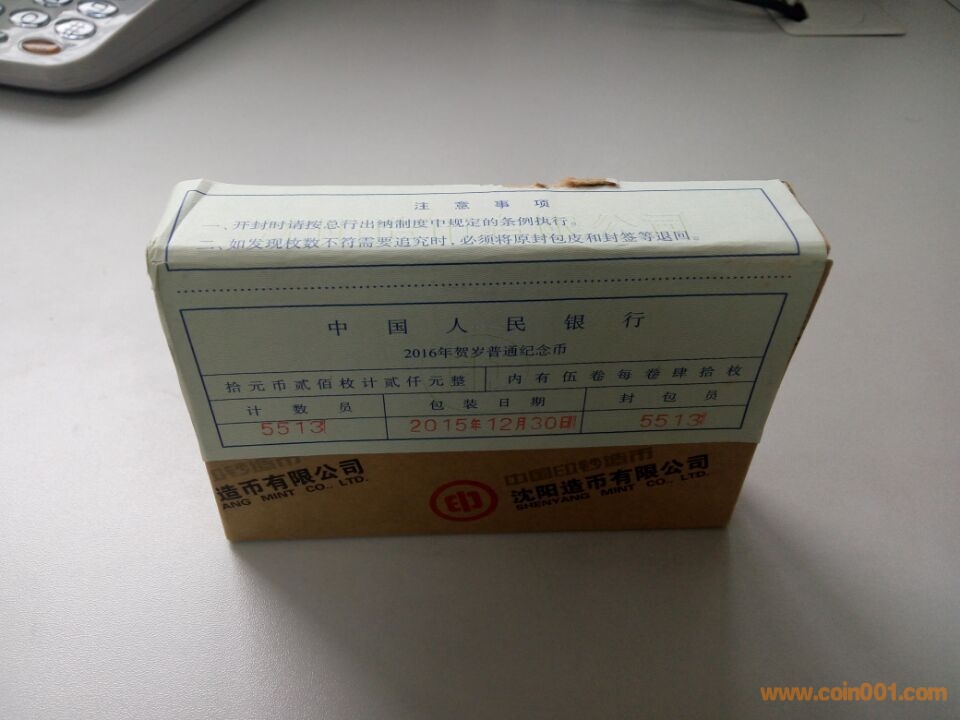 注意事项
一、开封时请按总行出纳制度中规定的条例执行。
二、如发现枚数不符需要追究时，必须将原封包皮和封签等退回。
中国人民银行
2016年贺岁普通纪念币
拾元币贰佰枚计贰仟元整 内有伍卷每卷肆拾枚
计数员 包装日期 封包员
5513 2015年12月30日 5513
中国印钞造币
造币有限公司 沈阳造币有限公司
ANG MINT CO., LTD. SHENYANG MINT CO., LTD.
www.coin001.com